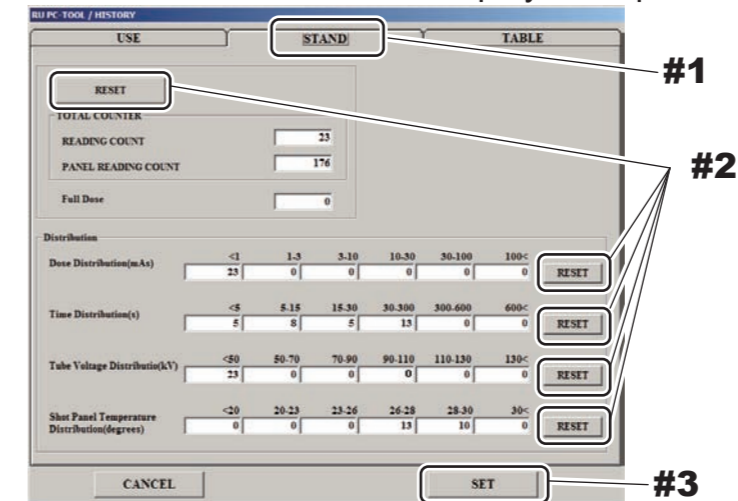 RU PC-TOOL / HISTORY
USE STAND TABLE
#1
RESET
#2
TOTAL COUNTER
READING COUNT 23
PANEL READING COUNT 176
Full Dose 0
Distribution
<1 1-3 3-10 10-30 30-100 100<
Dose Distribution(mAs) 23 0 0 0 0 0 RESET
<5 5-15 15-30 30-300 300-600 600<
Time Distribution(s) 5 8 5 13 0 0 RESET
<50 50-70 70-90 90-110 110-130 130<
Tube Voltage Distributio(kV) 23 0 0 0 0 0 RESET
<20 20-23 23-26 26-28 28-30 30<
Shot Panel Temperature
Distribution(degrees) 0 0 0 13 10 0 RESET
CANCEL SET #3